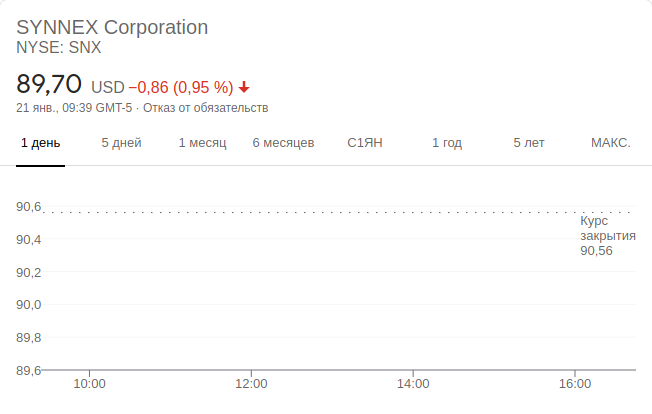 SYNNEX Corporation
NYSE: SNX
89,70 USD −0,86 (0,95 %)
21 янв., 09:39 GMT-5 · Отказ от обязательств
1 день 5 дней 1 месяц 6 месяцев С1ЯН 1 год 5 лет МАКС.
90,6
Курс
закрытия
90,56
90,4
90,2
90,0
89,8
89,6
10:00 12:00 14:00 16:00